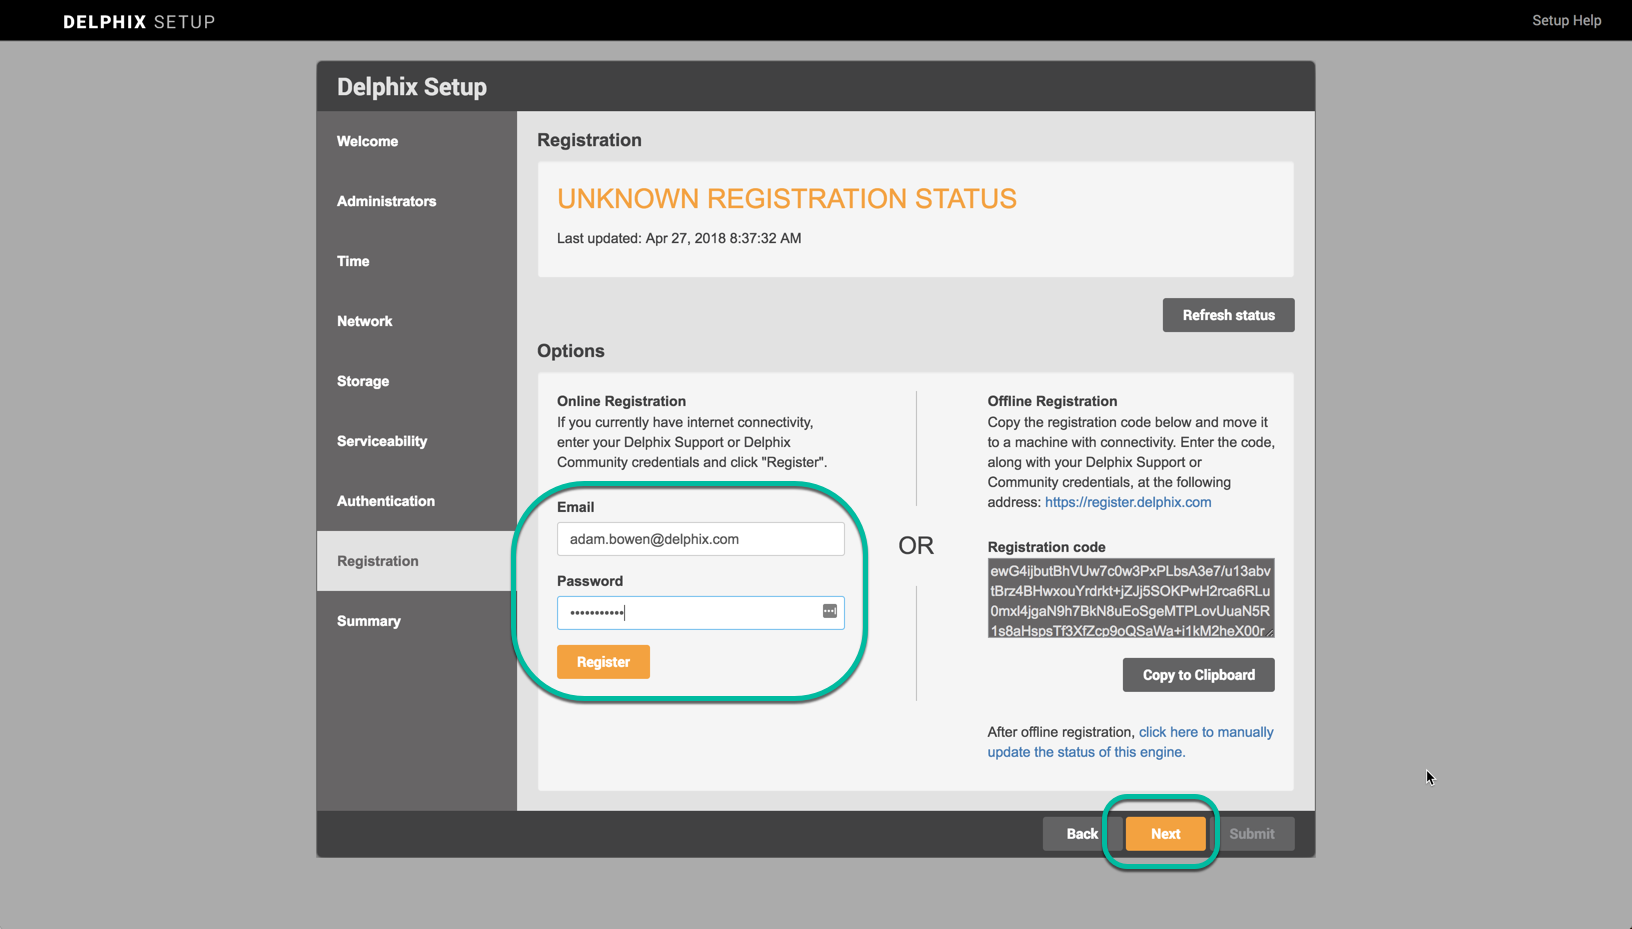 DELPHIX SETUP
Setup Help
Delphix Setup
Welcome
Administrators
Time
Network
Storage
Serviceability
Authentication
Registration
Summary
Registration
UNKNOWN REGISTRATION STATUS
Last updated: Apr 27, 2018 8:37:32 AM
Refresh status
Options
Online Registration
If you currently have internet connectivity,
enter your Delphix Support or Delphix
Community credentials and click "Register".
Email
adam.bowen@delphix.com
Password
•••••••••••
Register
OR
Offline Registration
Copy the registration code below and move it
to a machine with connectivity. Enter the code,
along with your Delphix Support or
Community credentials, at the following
address: https://register.delphix.com
Registration code
ewG4ijbutBhVUw7c0w3PxPLbsA3e7/u13abv
tBrz4BHwxouYrdrkt+jZJj5SOKPwH2rca6RLu
0mxl4jgaN9h7BkN8uEoSgeMTPLovUuaN5R
1s8aHspsTf3XfZcp9oQSaWa+i1kM2heX00r
Copy to Clipboard
After offline registration, click here to manually
update the status of this engine.
Back
Next
Submit